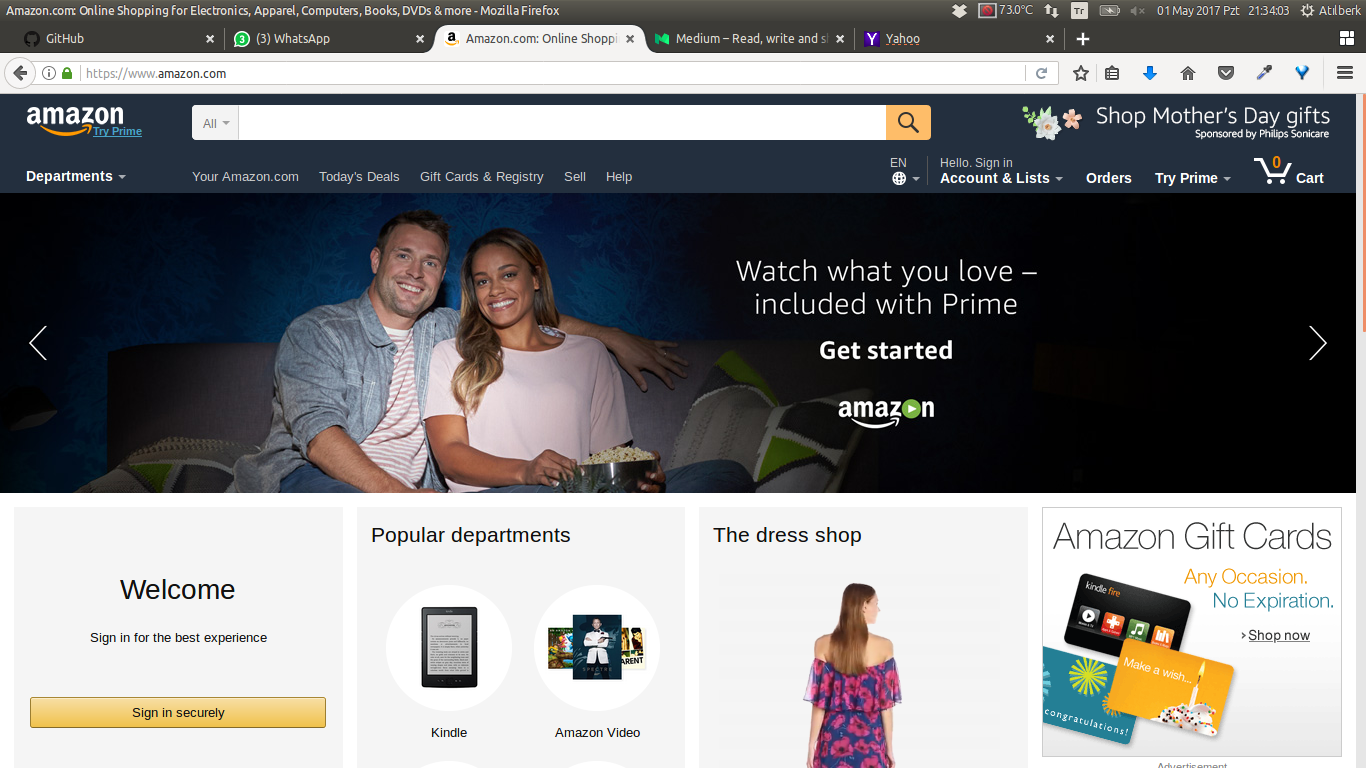 Amazon.com: Online Shopping for Electronics, Apparel, Computers, Books, DVDs & more - Mozilla Firefox
73.0°C Tr 01 May 2017 Pzt 21:34:03 Atılberk
GitHub × (3) WhatsApp × Amazon.com: Online Shoppi × Medium – Read, write and sh × Yahoo × +
https://www.amazon.com
amazon
Try Prime
All
Shop Mother's Day gifts
Sponsored by Philips Sonicare
Departments
Your Amazon.com Today's Deals Gift Cards & Registry Sell Help
EN
Hello. Sign in
Account & Lists
Orders
Try Prime
0
Cart
Watch what you love –
included with Prime
Get started
amazon
Welcome
Sign in for the best experience
Sign in securely
Popular departments
SPECTRE
Kindle
Amazon Video
The dress shop
Amazon Gift Cards
Any Occasion.
No Expiration.
› Shop now
kindle fire
Make a wish...
congratulations!
Advertisement